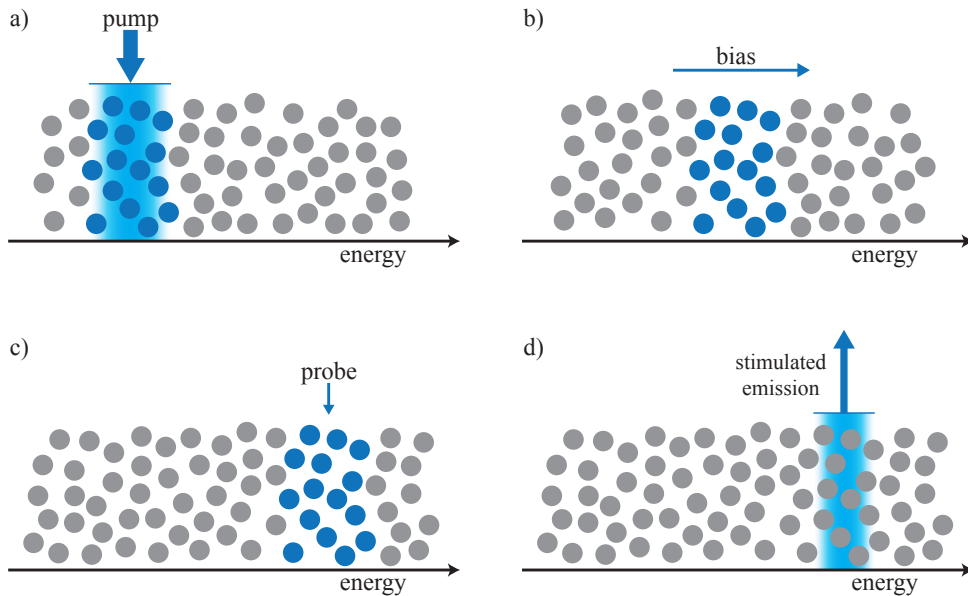 a)
pump
energy
b)
bias
energy
c)
probe
energy
d)
stimulated
emission
energy